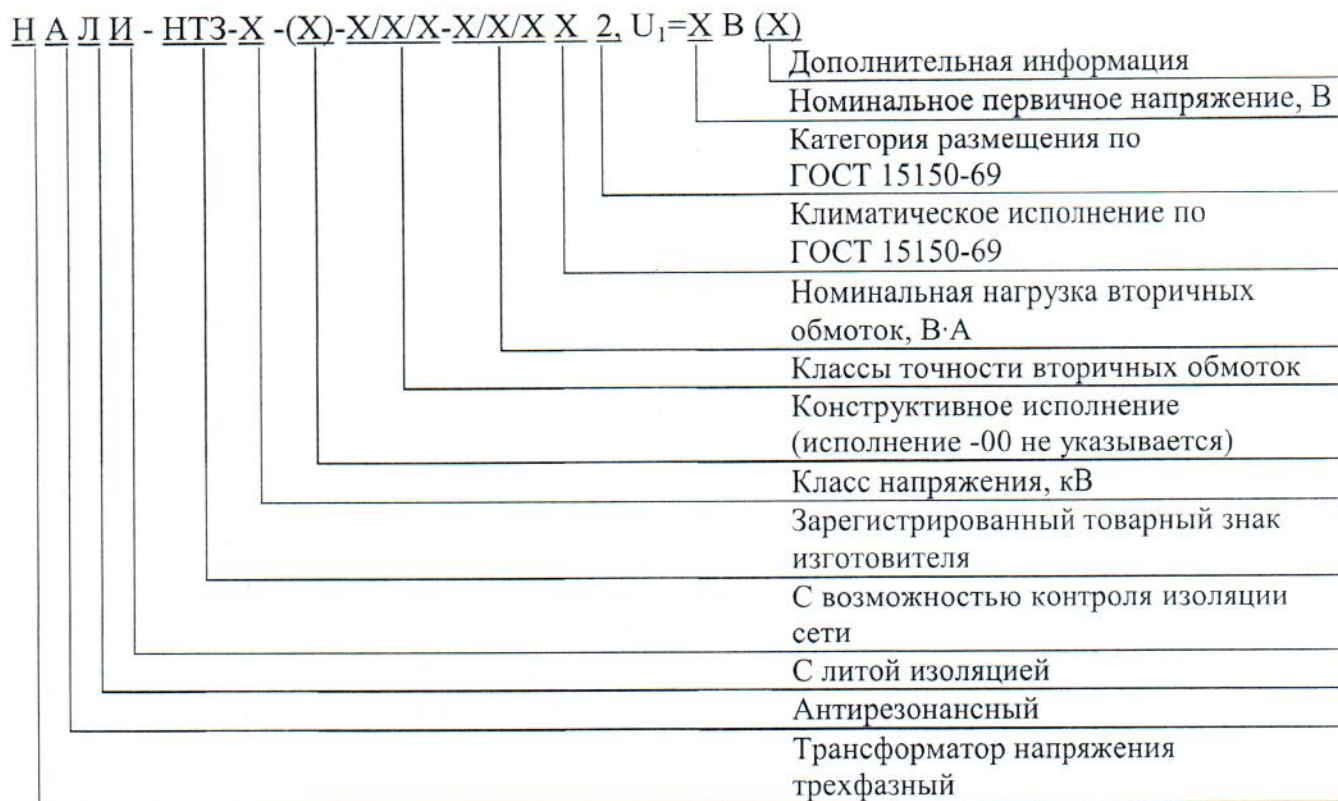 Н А Л И - НТЗ-Х -(Х)-Х/Х/Х-Х/Х/Х Х 2, U₁=Х В (Х)
Дополнительная информация
Номинальное первичное напряжение, В
Категория размещения по
ГОСТ 15150-69
Климатическое исполнение по
ГОСТ 15150-69
Номинальная нагрузка вторичных
обмоток, В·А
Классы точности вторичных обмоток
Конструктивное исполнение
(исполнение -00 не указывается)
Класс напряжения, кВ
Зарегистрированный товарный знак
изготовителя
С возможностью контроля изоляции
сети
С литой изоляцией
Антирезонансный
Трансформатор напряжения
трехфазный